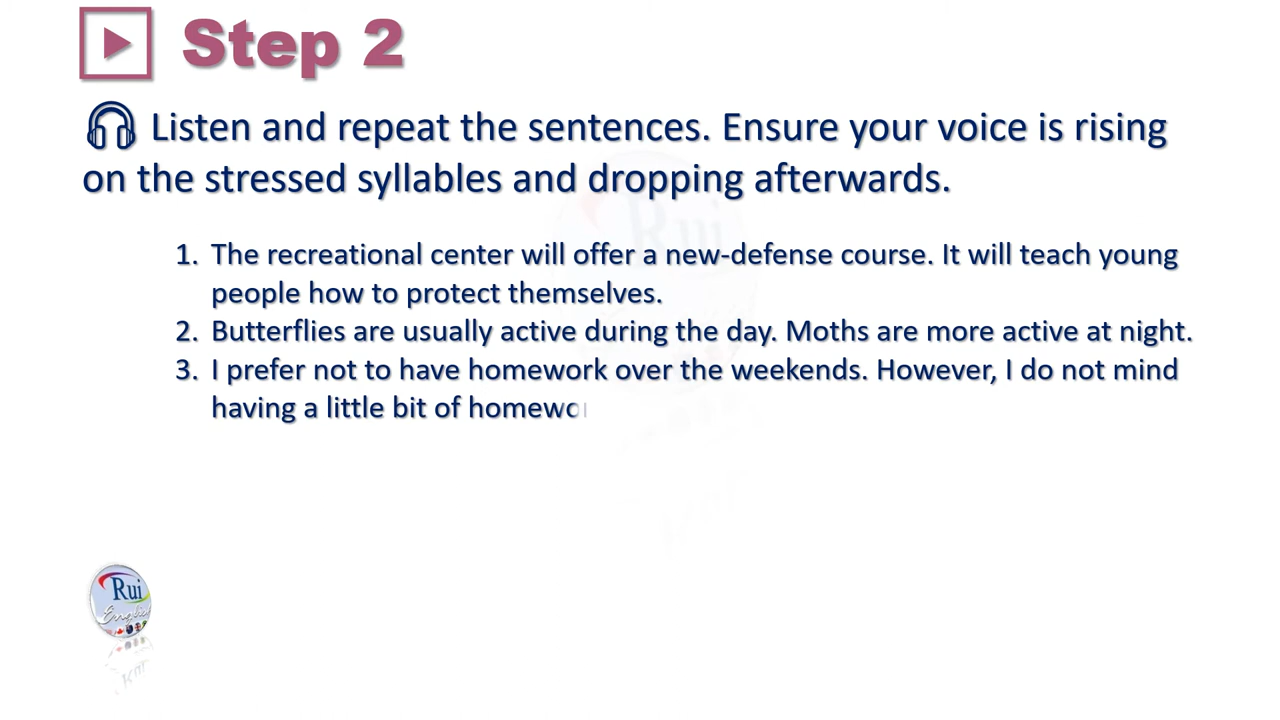 Step 2
Listen and repeat the sentences. Ensure your voice is rising
on the stressed syllables and dropping afterwards.
1. The recreational center will offer a new-defense course. It will teach young
people how to protect themselves.
2. Butterflies are usually active during the day. Moths are more active at night.
3. I prefer not to have homework over the weekends. However, I do not mind
having a little bit of
Rui
English